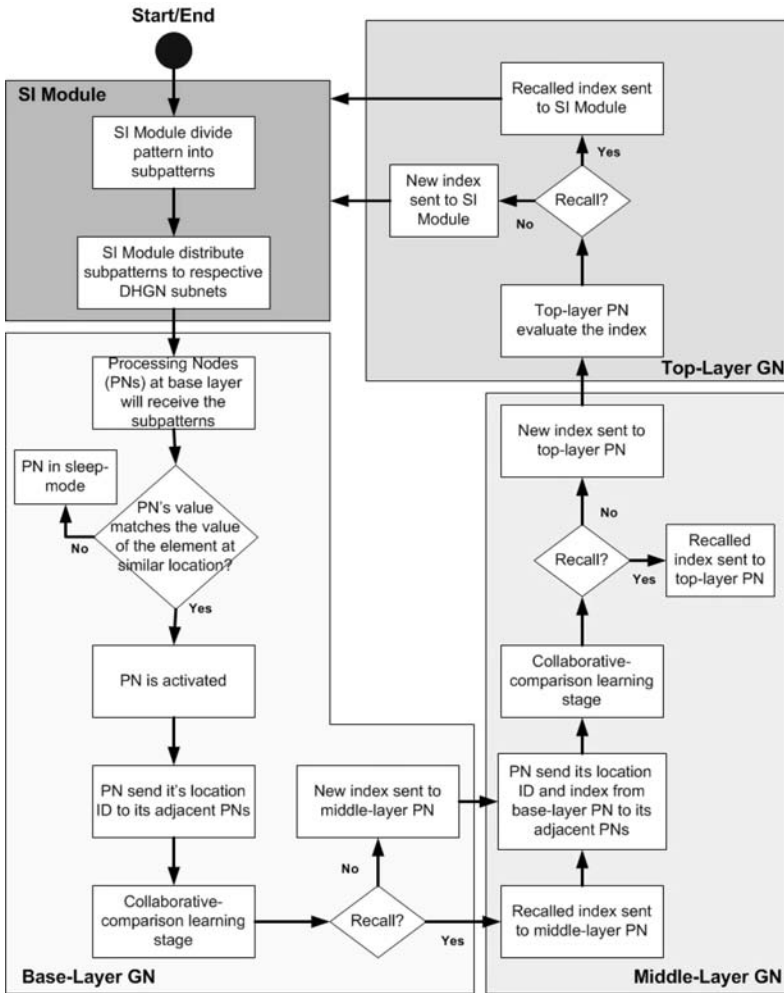 Start/End
SI Module
SI Module divide
pattern into
subpatterns
SI Module distribute
subpatterns to respective
DHGN subnets
Processing Nodes
(PNs) at base layer
will receive the
subpatterns
PN in sleep-
mode
PN's value
matches the value
of the element at
similar location?
No
Yes
PN is activated
PN send it's location
ID to its adjacent PNs
Collaborative-
comparison learning
stage
Recall?
No
Yes
New index sent to
middle-layer PN
Base-Layer GN
Recalled index sent
to middle-layer PN
PN send its location
ID and index from
base-layer PN to its
adjacent PNs
Collaborative-
comparison learning
stage
Recall?
Yes
No
Recalled
index sent to
top-layer PN
New index sent to
top-layer PN
Middle-Layer GN
Top-layer PN
evaluate the index
Recall?
No
Yes
New index
sent to SI
Module
Recalled index sent
to SI Module
Top-Layer GN